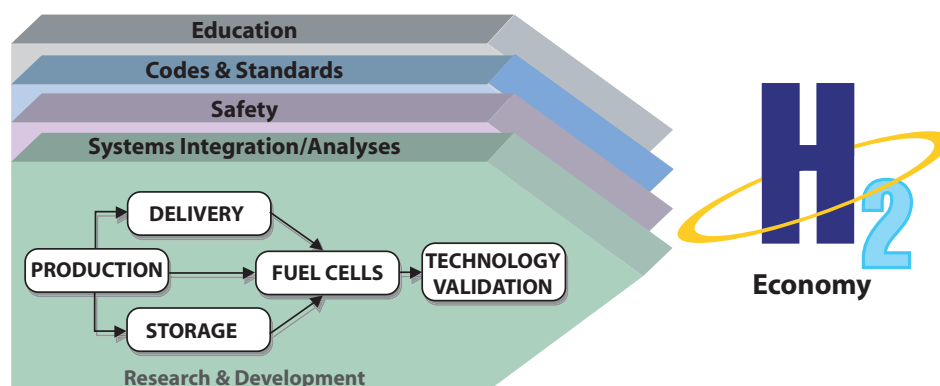 Education
Codes & Standards
Safety
Systems Integration/Analyses
DELIVERY
PRODUCTION
FUEL CELLS
TECHNOLOGY
VALIDATION
STORAGE
Research & Development
H2
Economy